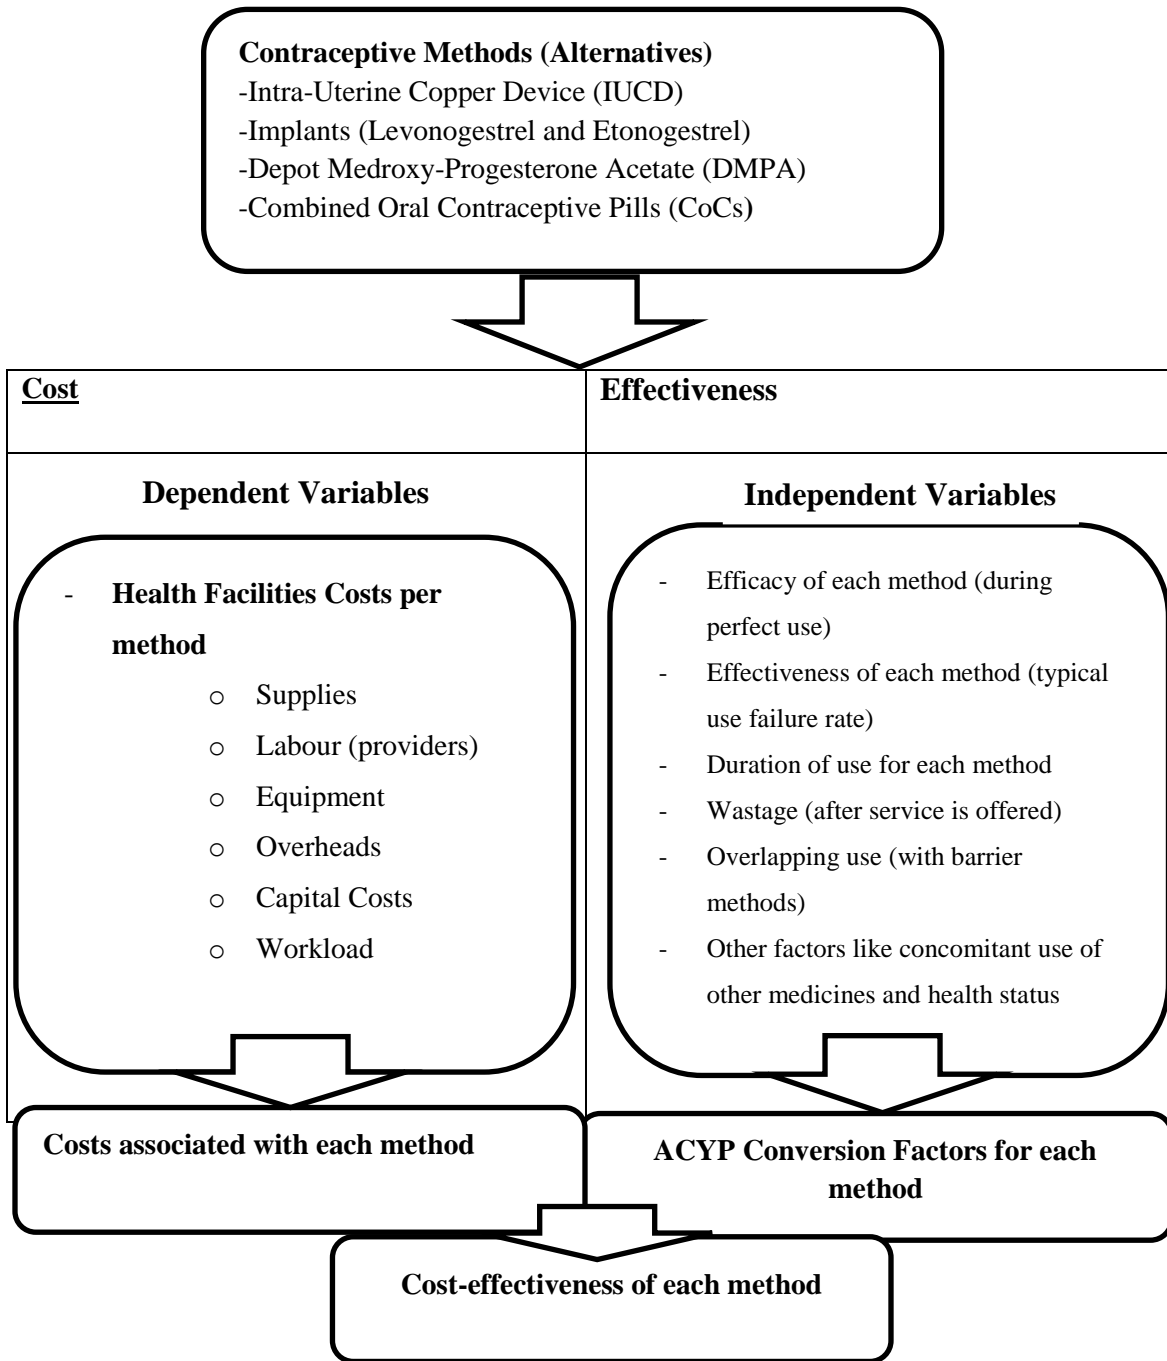 Contraceptive Methods (Alternatives)
-Intra-Uterine Copper Device (IUCD)
-Implants (Levonogestrel and Etonogestrel)
-Depot Medroxy-Progesterone Acetate (DMPA)
-Combined Oral Contraceptive Pills (CoCs)
Cost
Effectiveness
Dependent Variables
- Health Facilities Costs per
method
o Supplies
o Labour (providers)
o Equipment
o Overheads
o Capital Costs
o Workload
Independent Variables
- Efficacy of each method (during
perfect use)
- Effectiveness of each method (typical
use failure rate)
- Duration of use for each method
- Wastage (after service is offered)
- Overlapping use (with barrier
methods)
- Other factors like concomitant use of
other medicines and health status
Costs associated with each method
ACYP Conversion Factors for each
method
Cost-effectiveness of each method